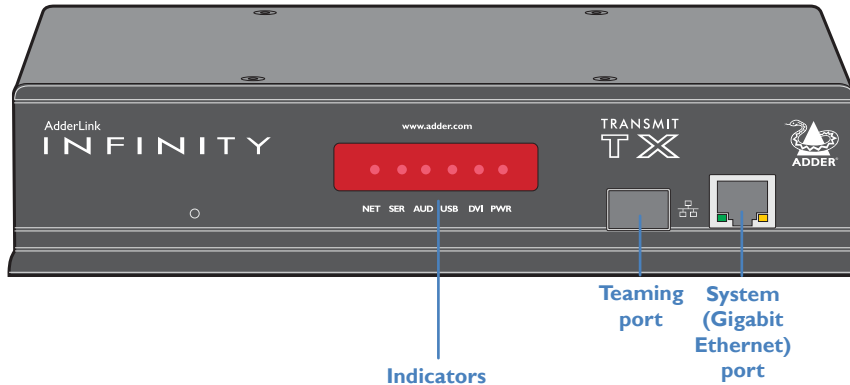 AdderLink
INFINITY
www.adder.com
TRANSMIT
TX
ADDER®
NET SER AUD USB DVI PWR
Teaming
port
System
(Gigabit
Ethernet)
port
Indicators